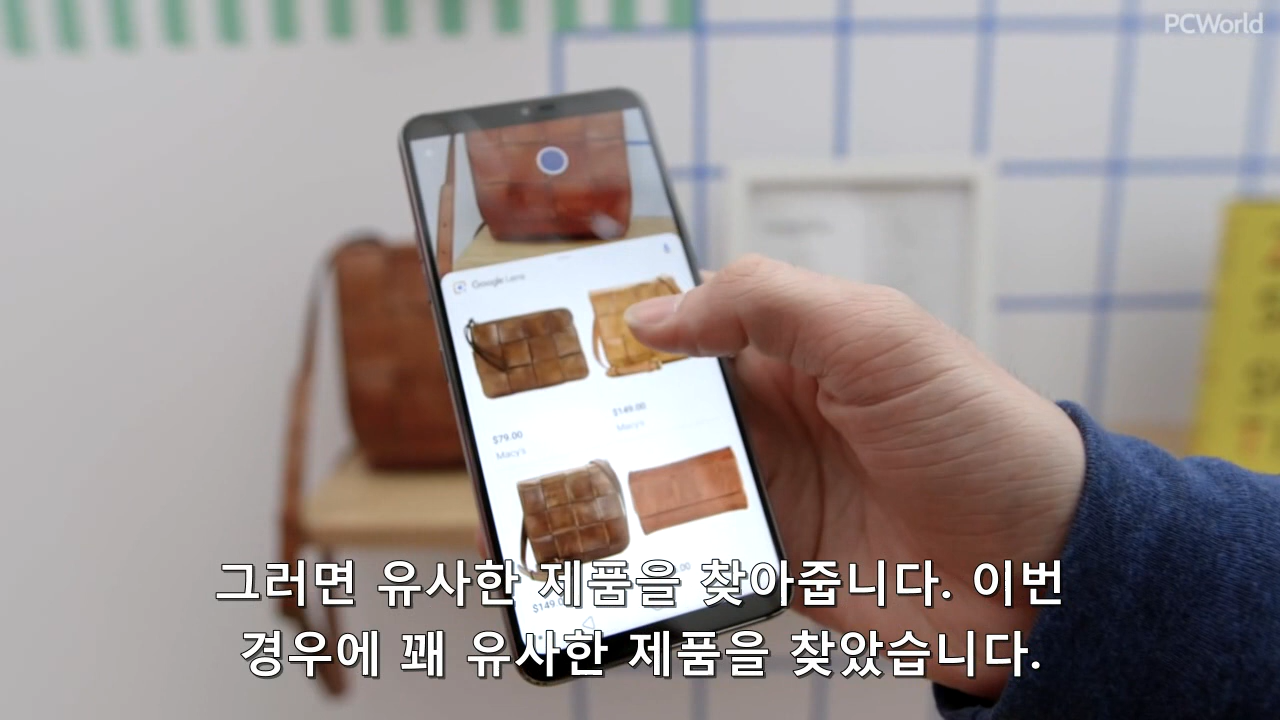 PCWorld
Google Lens
$79.00
Macy's
$149.00
Macy's
$149
그러면 유사한 제품을 찾아줍니다. 이번
경우에 꽤 유사한 제품을 찾았습니다.